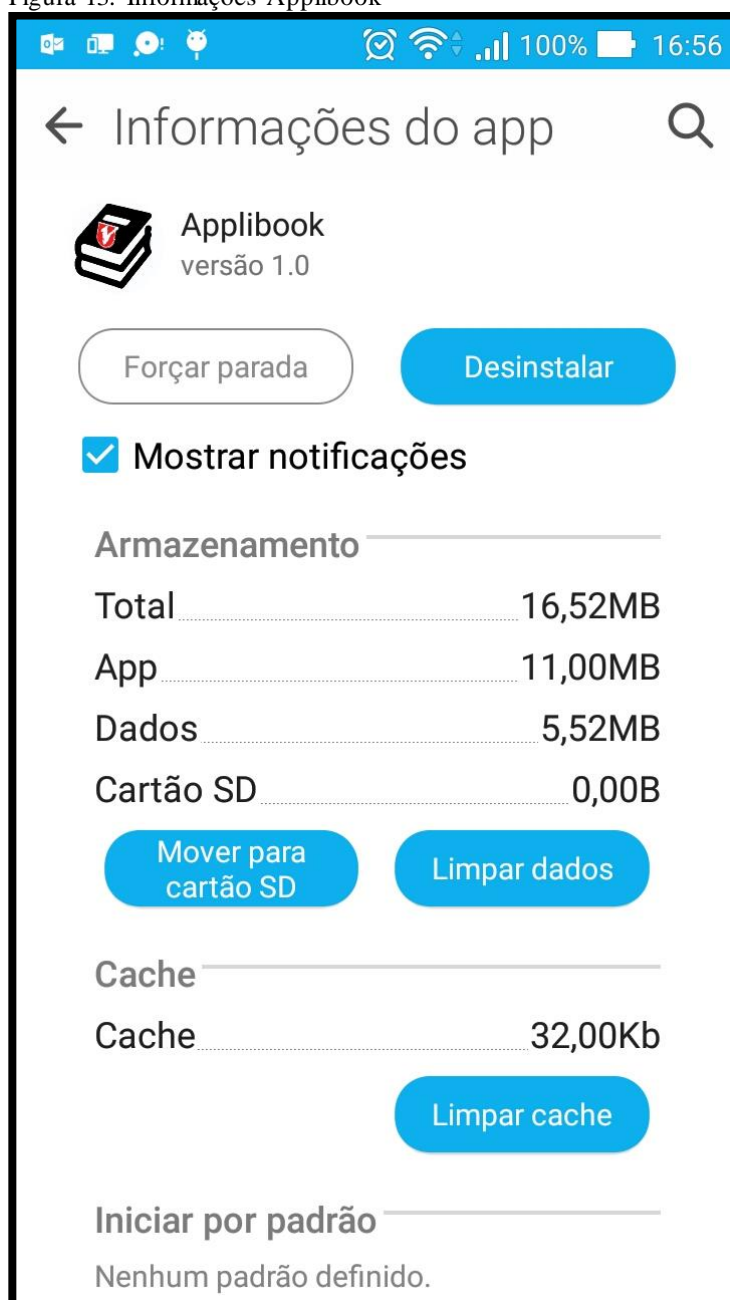 Figura 13: Informações Applibook
100% 16:56
Informações do app
Applibook
versão 1.0
Forçar parada Desinstalar
Mostrar notificações
Armazenamento
Total 16,52MB
App 11,00MB
Dados 5,52MB
Cartão SD 0,00B
Mover para
cartão SD
Limpar dados
Cache
Cache 32,00Kb
Limpar cache
Iniciar por padrão
Nenhum padrão definido.